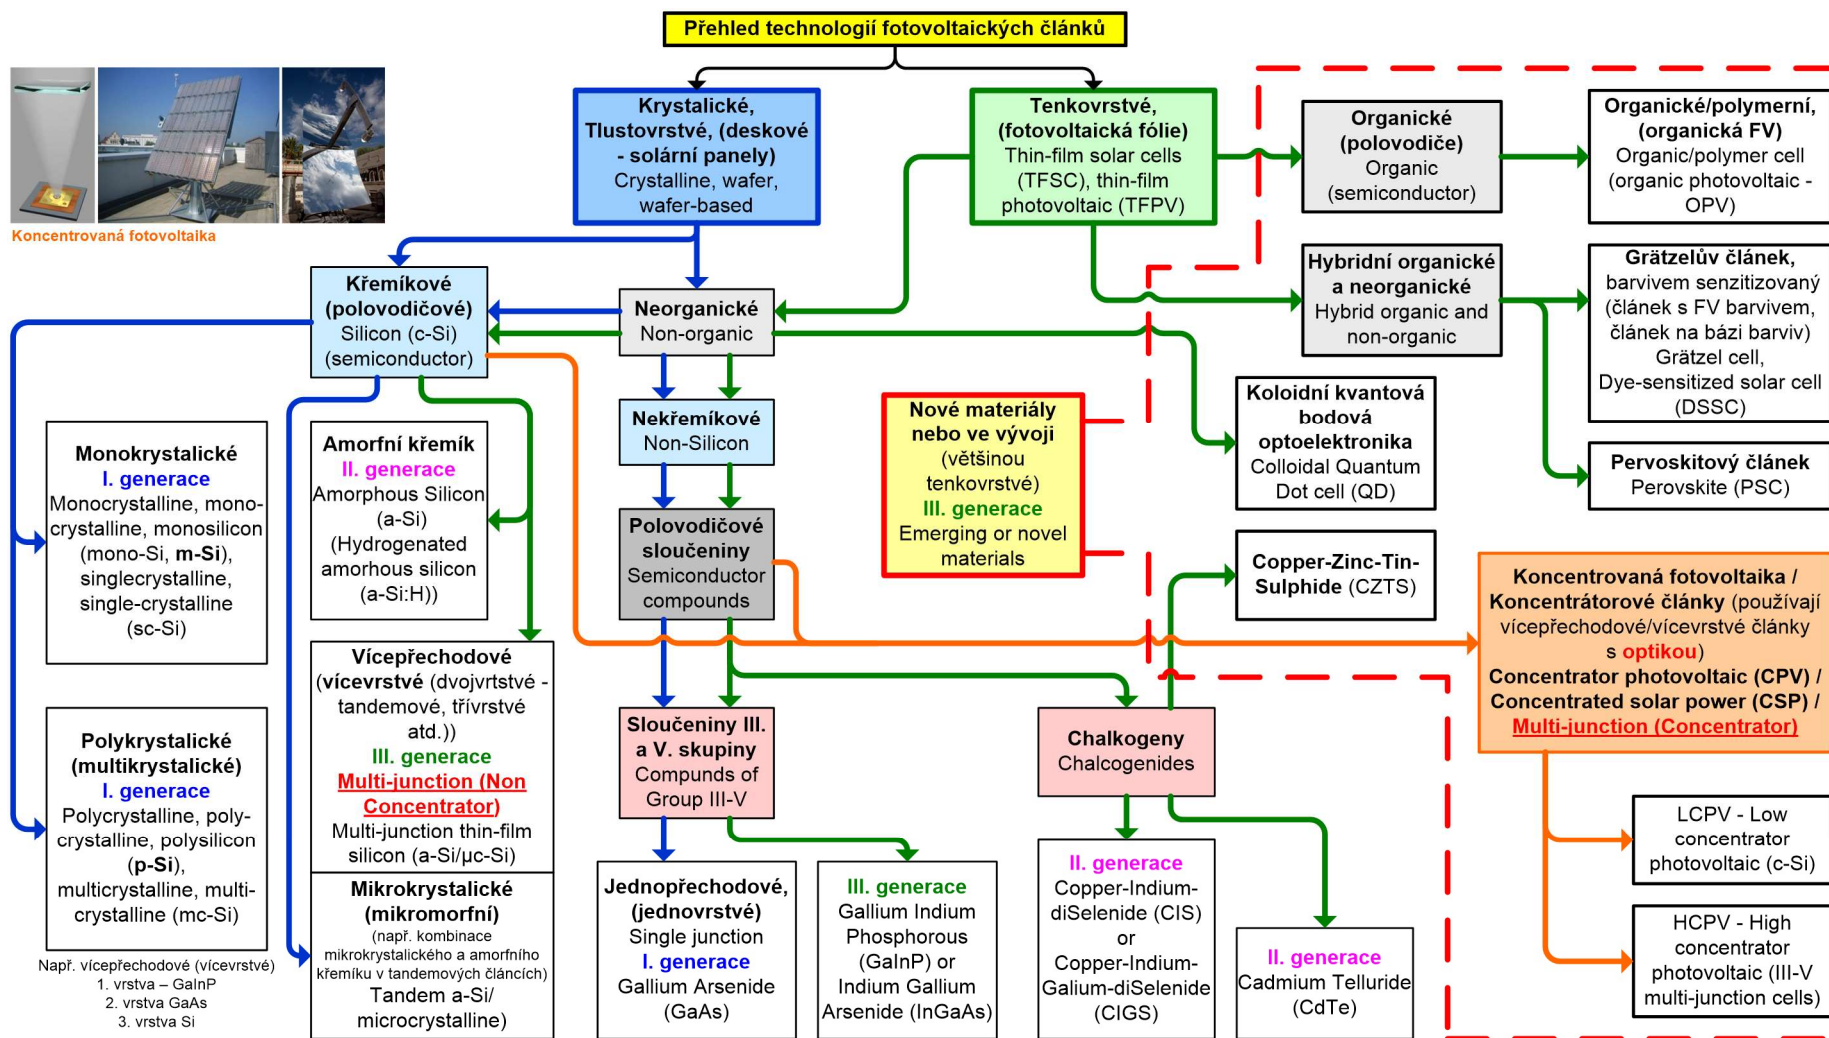 Přehled technologií fotovoltaických článků
Koncentrovaná fotovoltaika
Krystalické,
Tlustovrstvé, (deskové
- solární panely)
Crystalline, wafer,
wafer-based
Tenkovrstvé,
(fotovoltaická fólie)
Thin-film solar cells
(TFSC), thin-film
photovoltaic (TFPV)
Organické
(polovodiče)
Organic
(semiconductor)
Organické/polymerní,
(organická FV)
Organic/polymer cell
(organic photovoltaic -
OPV)
Křemíkové
(polovodičové)
Silicon (c-Si)
(semiconductor)
Neorganické
Non-organic
Hybridní organické
a neorganické
Hybrid organic and
non-organic
Grätzelův článek,
barvivem senzitizovaný
(článek s FV barvivem,
článek na bázi barviv)
Grätzel cell,
Dye-sensitized solar cell
(DSSC)
Nekřemíkové
Non-Silicon
Nové materiály
nebo ve vývoji
(většinou
tenkovrstvé)
III. generace
Emerging or novel
materials
Koloidní kvantová
bodová
optoelektronika
Colloidal Quantum
Dot cell (QD)
Pervoskitový článek
Perovskite (PSC)
Monokrystalické
I. generace
Monocrystalline, mono-
crystalline, monosilicon
(mono-Si, m-Si),
singlecrystalline,
single-crystalline
(sc-Si)
Amorfní křemík
II. generace
Amorphous Silicon
(a-Si)
(Hydrogenated
amorhous silicon
(a-Si:H))
Polovodičové
sloučeniny
Semiconductor
compounds
Copper-Zinc-Tin-
Sulphide (CZTS)
Koncentrovaná fotovoltaika /
Koncentrátorové články (používají
vícepřechodové/vícevrstvé články
s optikou)
Concentrator photovoltaic (CPV) /
Concentrated solar power (CSP) /
Multi-junction (Concentrator)
Polykrystalické
(multikrystalické)
I. generace
Polycrystalline, poly-
crystalline, polysilicon
(p-Si),
multicrystalline, multi-
crystalline (mc-Si)
Vícepřechodové
(vícevrstvé (dvojvrtstvé -
tandemové, třívrstvé
atd.))
III. generace
Multi-junction (Non
Concentrator)
Multi-junction thin-film
silicon (a-Si/µc-Si)
Sloučeniny III.
a V. skupiny
Compunds of
Group III-V
Chalkogeny
Chalcogenides
LCPV - Low
concentrator
photovoltaic (c-Si)
Mikrokrystalické
(mikromorfní)
(např. kombinace
mikrokrystalického a amorfního
křemíku v tandemových článcích)
Tandem a-Si/
microcrystalline)
Jednopřechodové,
(jednovrstvé)
Single junction
I. generace
Gallium Arsenide
(GaAs)
III. generace
Gallium Indium
Phosphorous
(GaInP) or
Indium Gallium
Arsenide (InGaAs)
II. generace
Copper-Indium-
diSelenide (CIS)
or
Copper-Indium-
Galium-diSelenide
(CIGS)
II. generace
Cadmium Telluride
(CdTe)
HCPV - High
concentrator
photovoltaic (III-V
multi-junction cells)
Např. vícepřechodové (vícevrstvé)
1. vrstva – GaInP
2. vrstva GaAs
3. vrstva Si